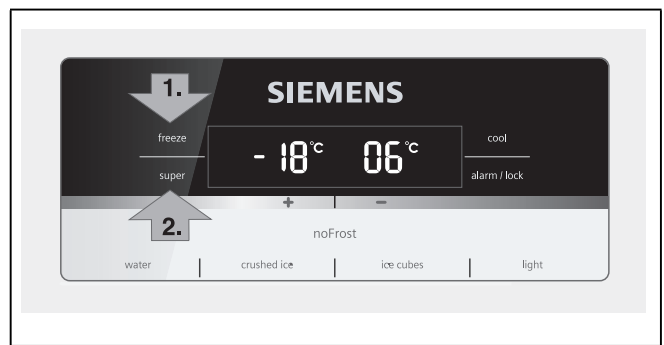 1.
SIEMENS
freeze
- 18°C 06°C
cool
super
alarm / lock
+ -
2.
noFrost
water crushed ice ice cubes light